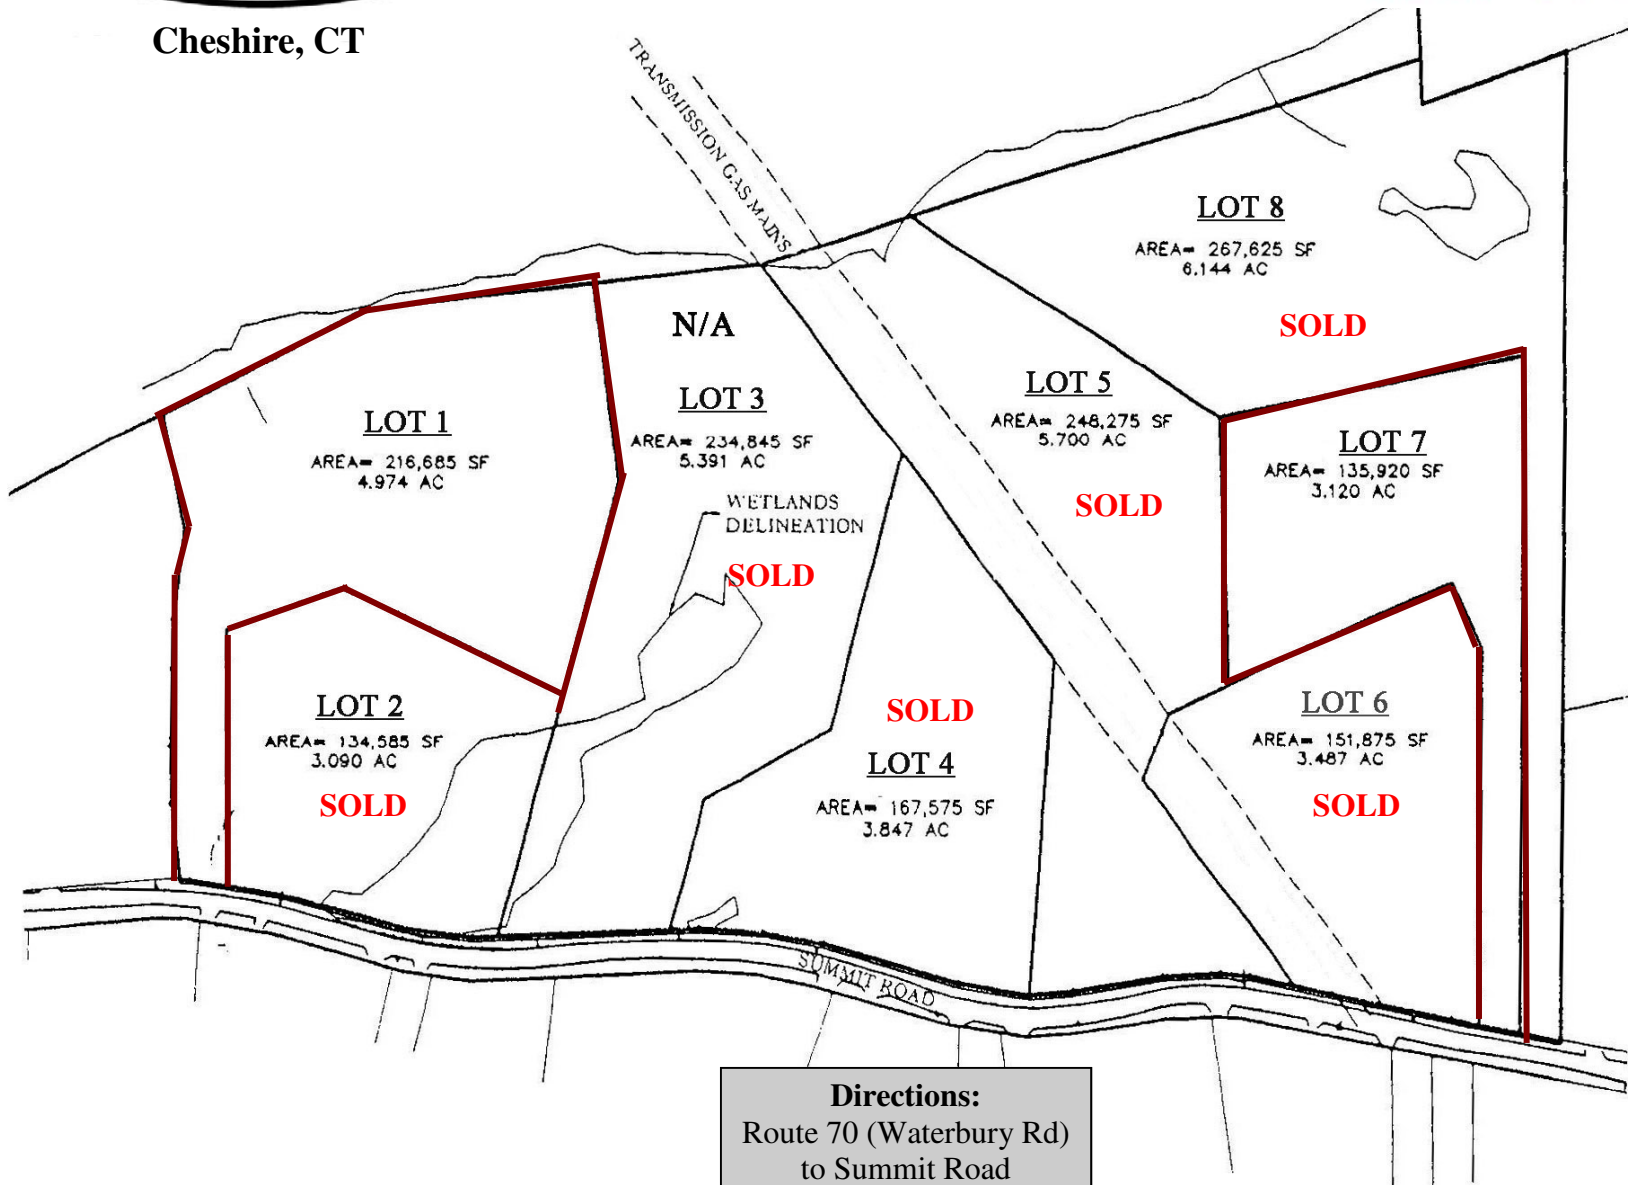 Cheshire, CT
TRANSMISSION GAS MAINS
LOT 8
AREA= 267,625 SF
6.144 AC
SOLD
N/A
LOT 3
AREA= 234,845 SF
5.391 AC
WETLANDS
DELINEATION
SOLD
LOT 1
AREA= 216,685 SF
4.974 AC
LOT 5
AREA= 248,275 SF
5.700 AC
SOLD
LOT 7
AREA= 135,920 SF
3.120 AC
LOT 2
AREA= 134,585 SF
3.090 AC
SOLD
SOLD
LOT 4
AREA= 167,575 SF
3.847 AC
LOT 6
AREA= 151,875 SF
3.487 AC
SOLD
SUMMIT ROAD
Directions:
Route 70 (Waterbury Rd)
to Summit Road